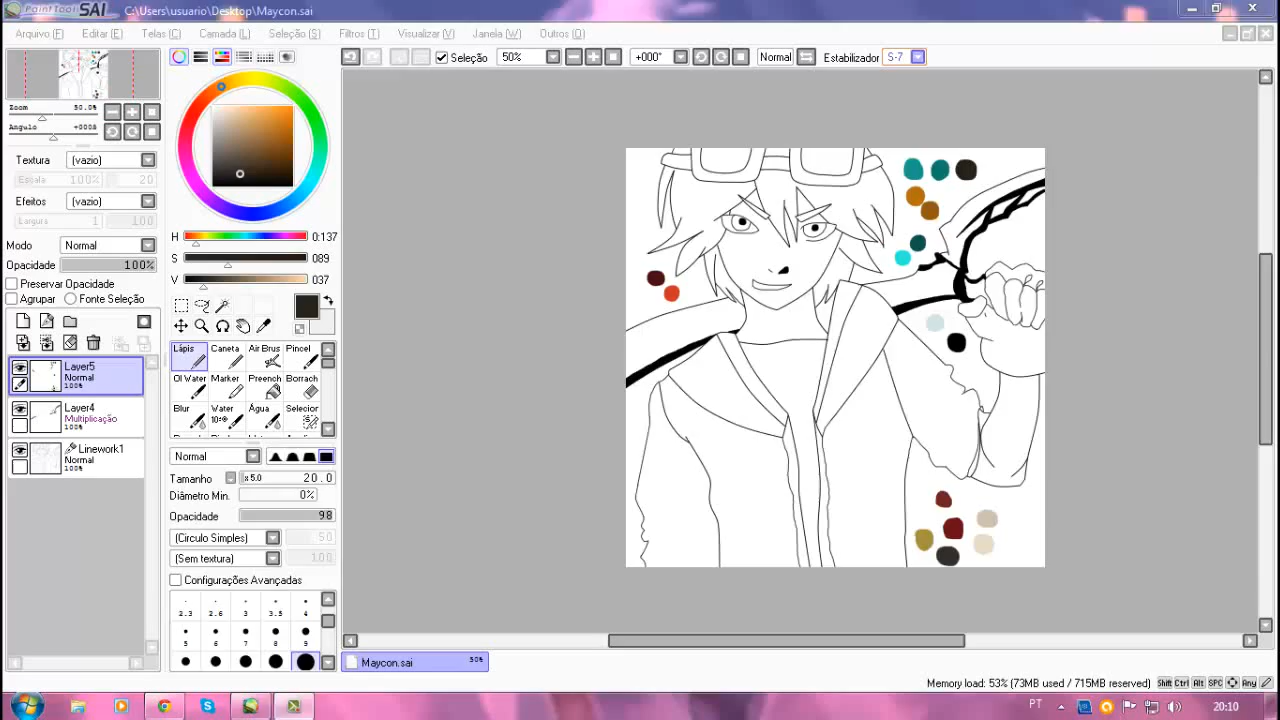 PaintTool SAI C:\Users\usuario\Desktop\Maycon.sai
Arquivo (F) Editar (E) Telas (C) Camada (L) Seleção (S) Filtros (T) Visualizar (V) Janela (W) Outros (O)
Seleção 50% +000° Normal Estabilizador S-7
Zoom 50.0%
Angulo +000°
Textura (vazio)
Escala 100% 20
Efeitos (vazio)
Largura 1 100
Modo Normal
Opacidade 100%
Preservar Opacidade
Agrupar Fonte Seleção
Layer5
Normal
100%
Layer4
Multiplicação
100%
Linework1
Normal
100%
H 0:137
S 089
V 037
Lápis Caneta Air Brus Pincel
Ol Water Marker Preench Borrach
Blur Water 10 Água Selecior
Normal
Tamanho x 5.0 20.0
Diâmetro Min. 0%
Opacidade 98
(Circulo Simples) 50
(Sem textura) 100
Configurações Avançadas
2.3 2.6 3 3.5 4
5 6 7 8 9
Maycon.sai 50%
Memory load: 53% (73MB used / 715MB reserved) Shift Ctrl Alt SPC Any
PT 20:10